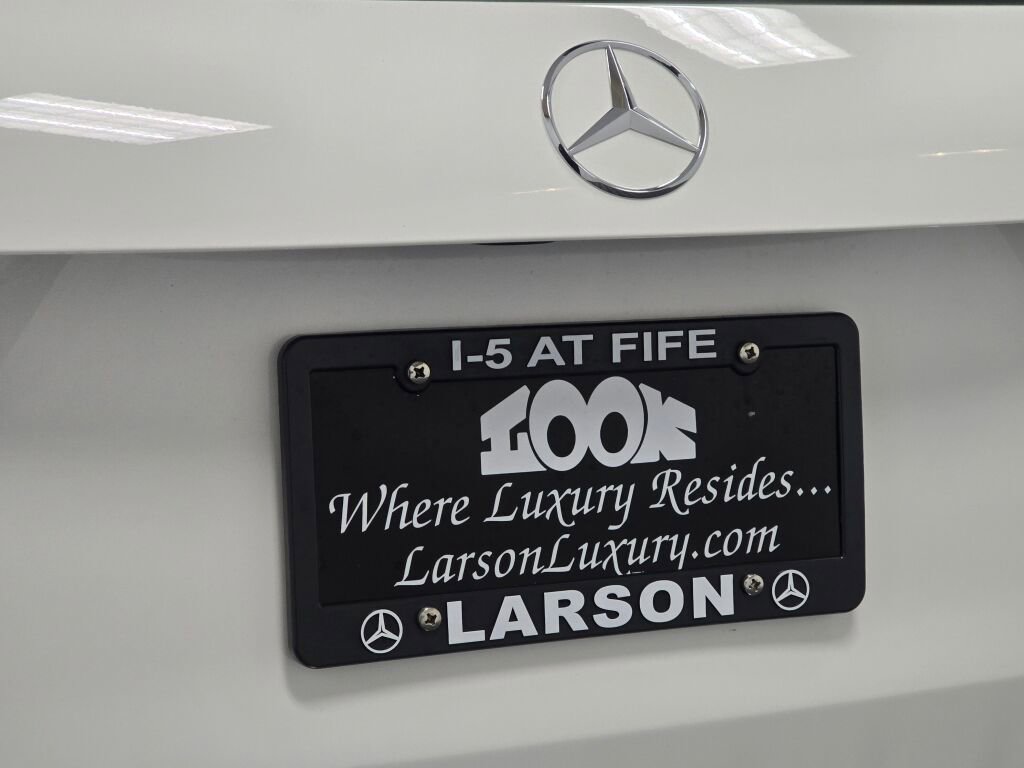 I-5 AT FIFE
LOOK
Where Luxury Resides...
LarsonLuxury.com
LARSON